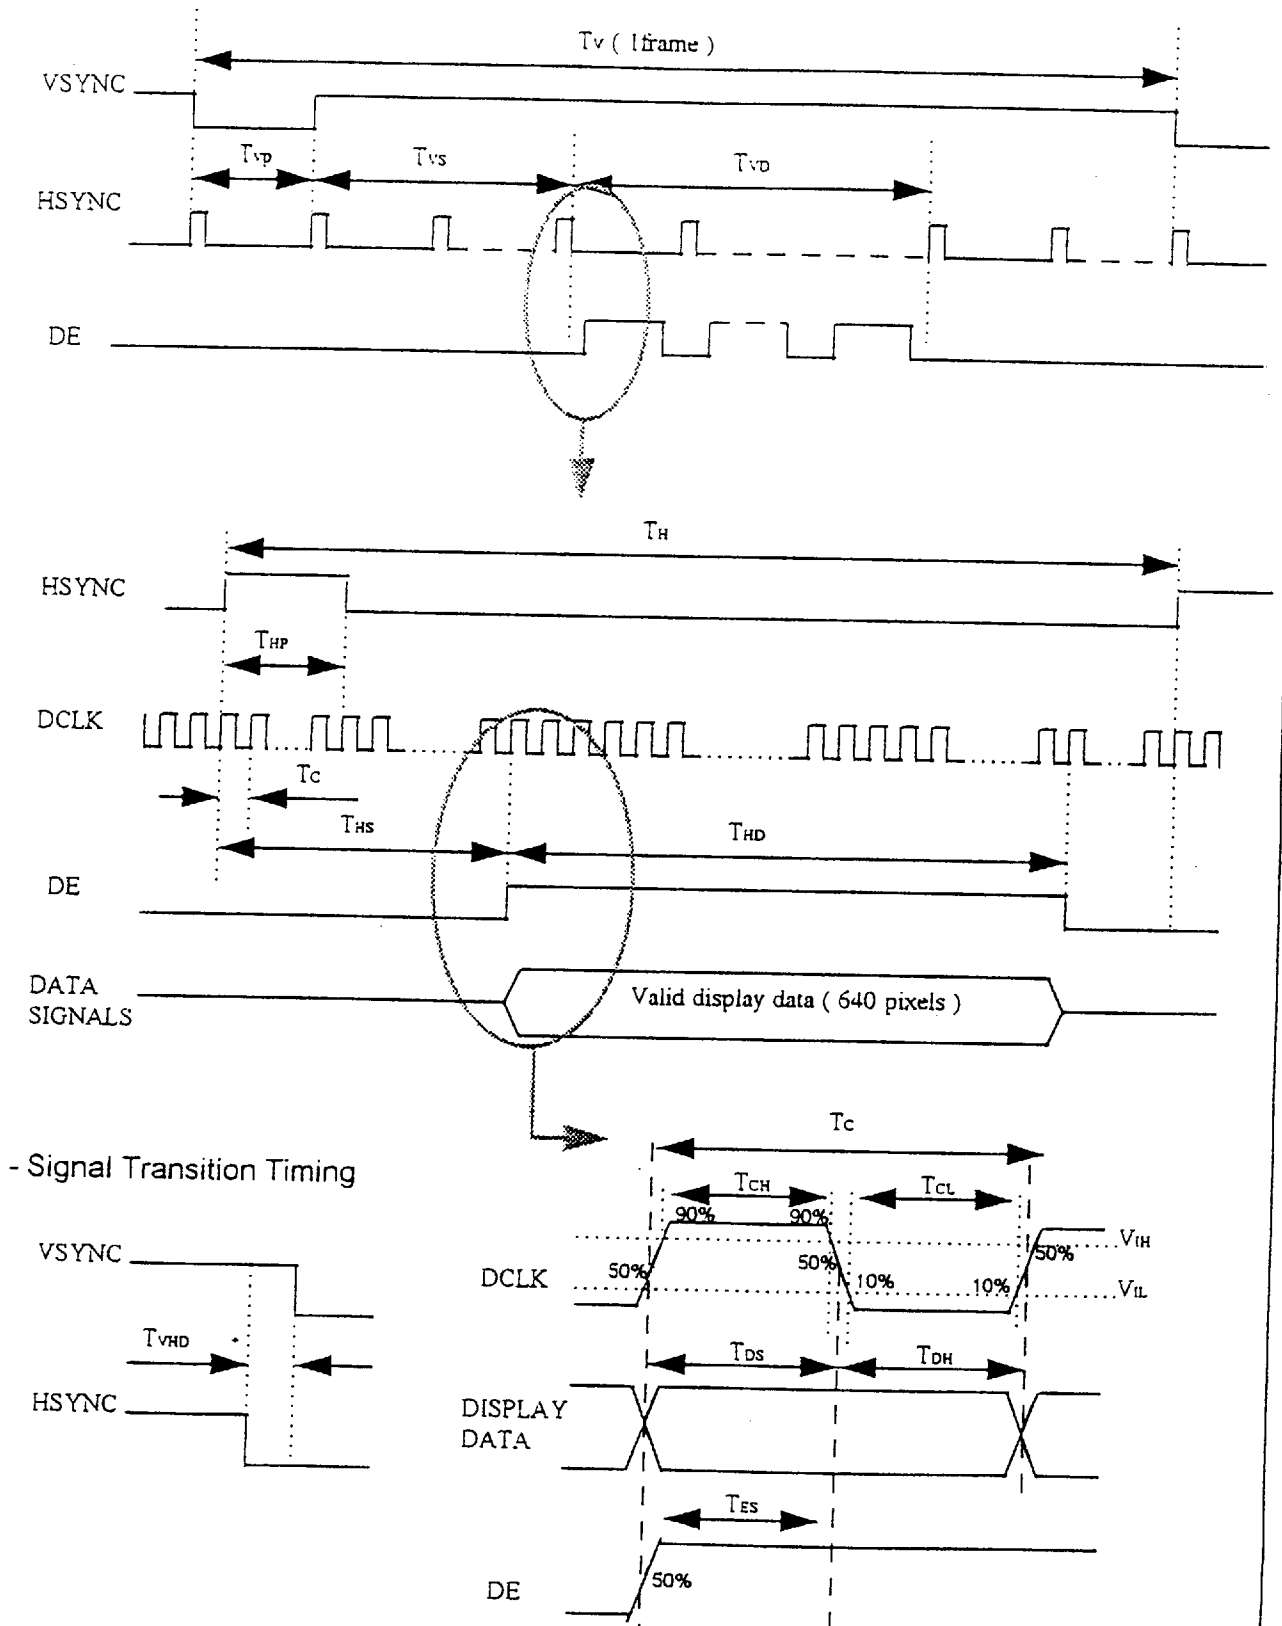 Tv ( 1frame )
VSYNC
Tvp Tvs TvD
HSYNC
DE
TH
HSYNC
THP
DCLK
Tc
THS THD
DE
DATA
SIGNALS
Valid display data ( 640 pixels )
Tc
- Signal Transition Timing
TCH TCL
90% 90%
VSYNC
VIH
50% 50% 50%
DCLK
10% 10%
VIL
TVHD
TDS TDH
HSYNC
DISPLAY
DATA
TES
50%
DE